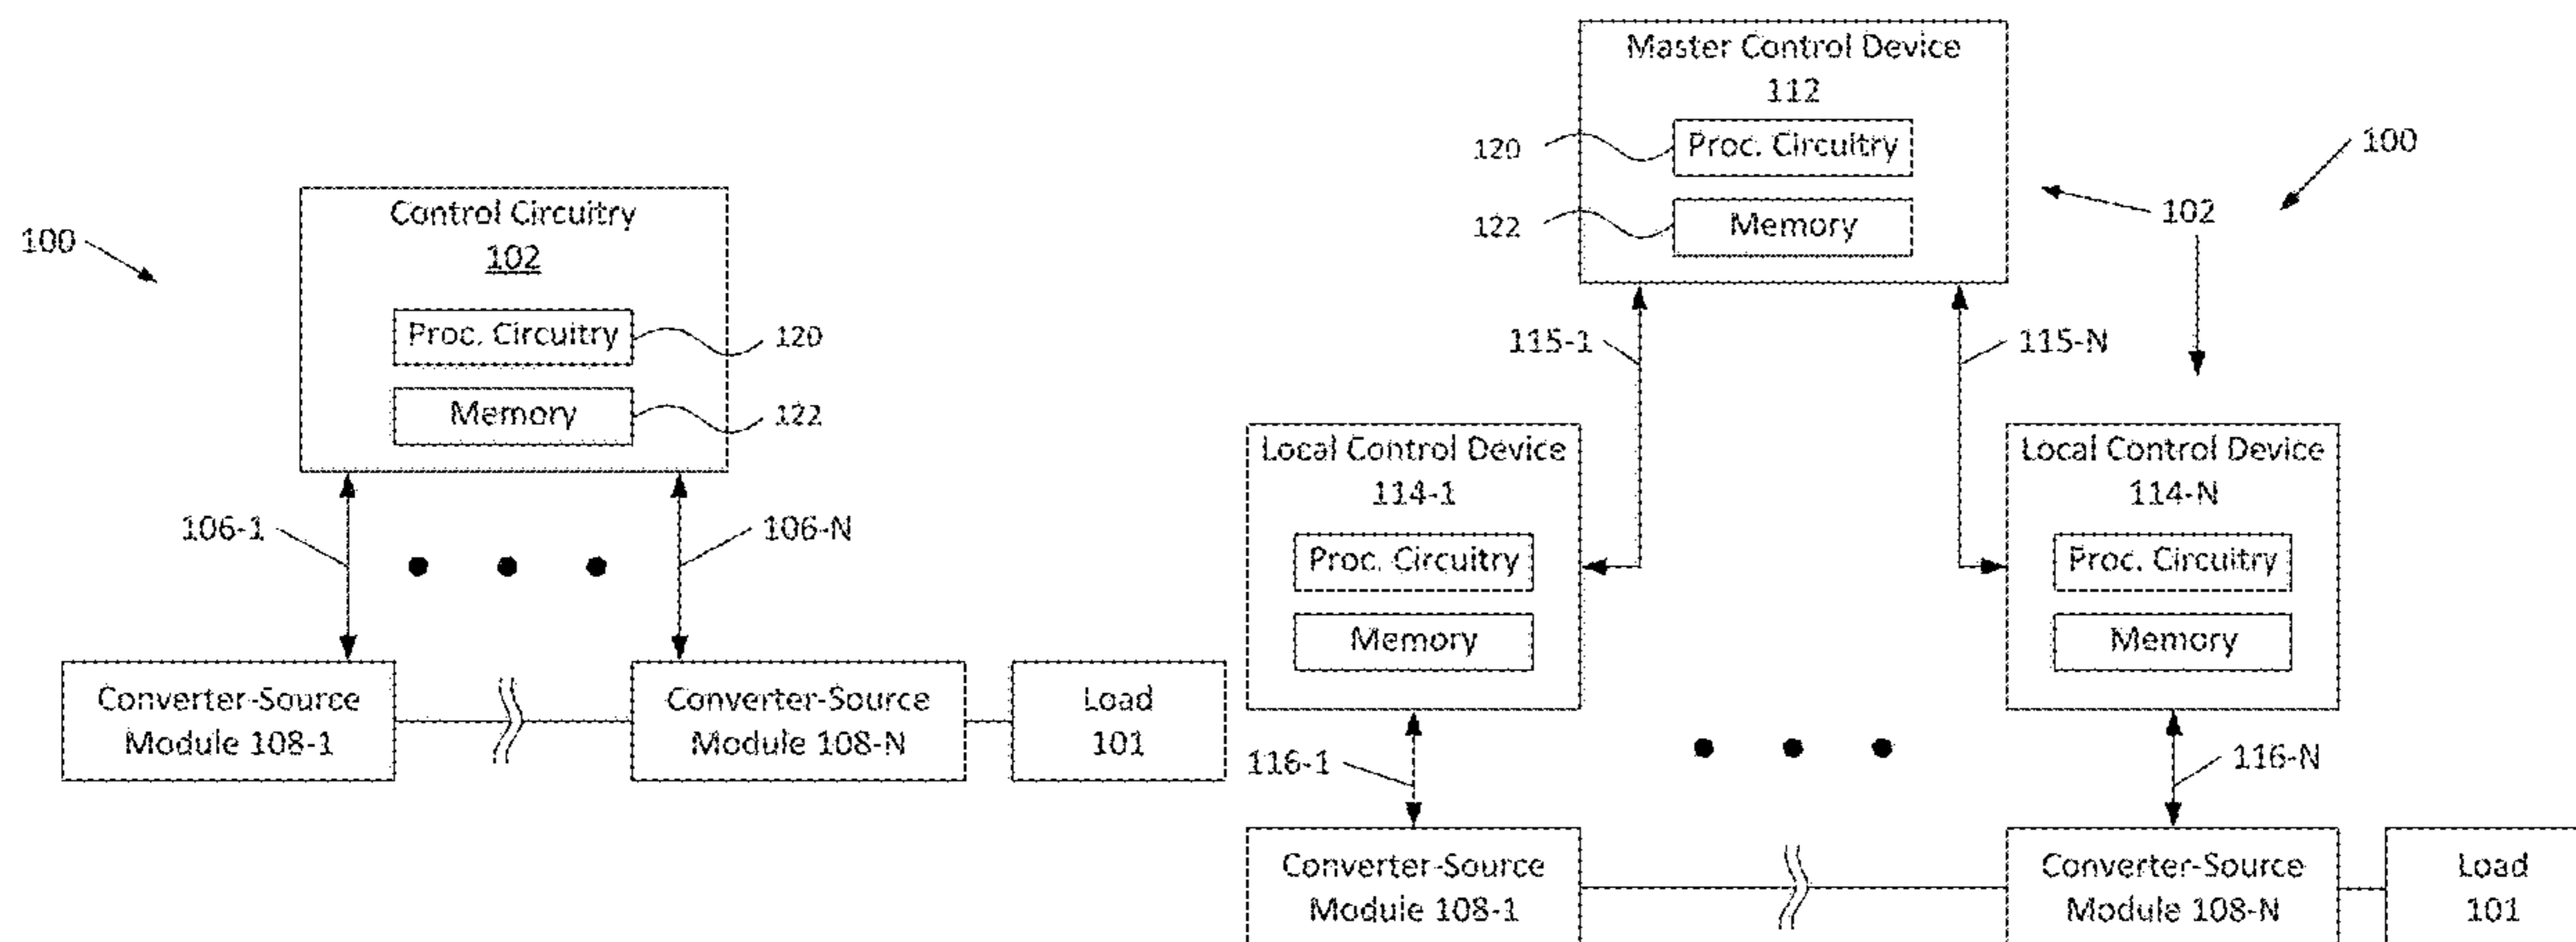 100
Control Circuitry
102
Proc. Circuitry
120
Memory
122
106-1
106-N
Converter-Source
Module 108-1
Converter-Source
Module 108-N
Load
101
Master Control Device
112
120
Proc. Circuitry
122
Memory
102
100
115-1
115-N
Local Control Device
114-1
Proc. Circuitry
Memory
Local Control Device
114-N
Proc. Circuitry
Memory
116-1
116-N
Converter-Source
Module 108-1
Converter-Source
Module 108-N
Load
101